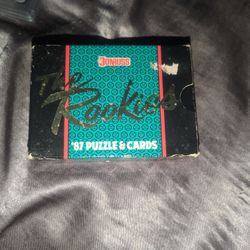 DONRUSS
The
Rookies
'87 PUZZLE & CARDS